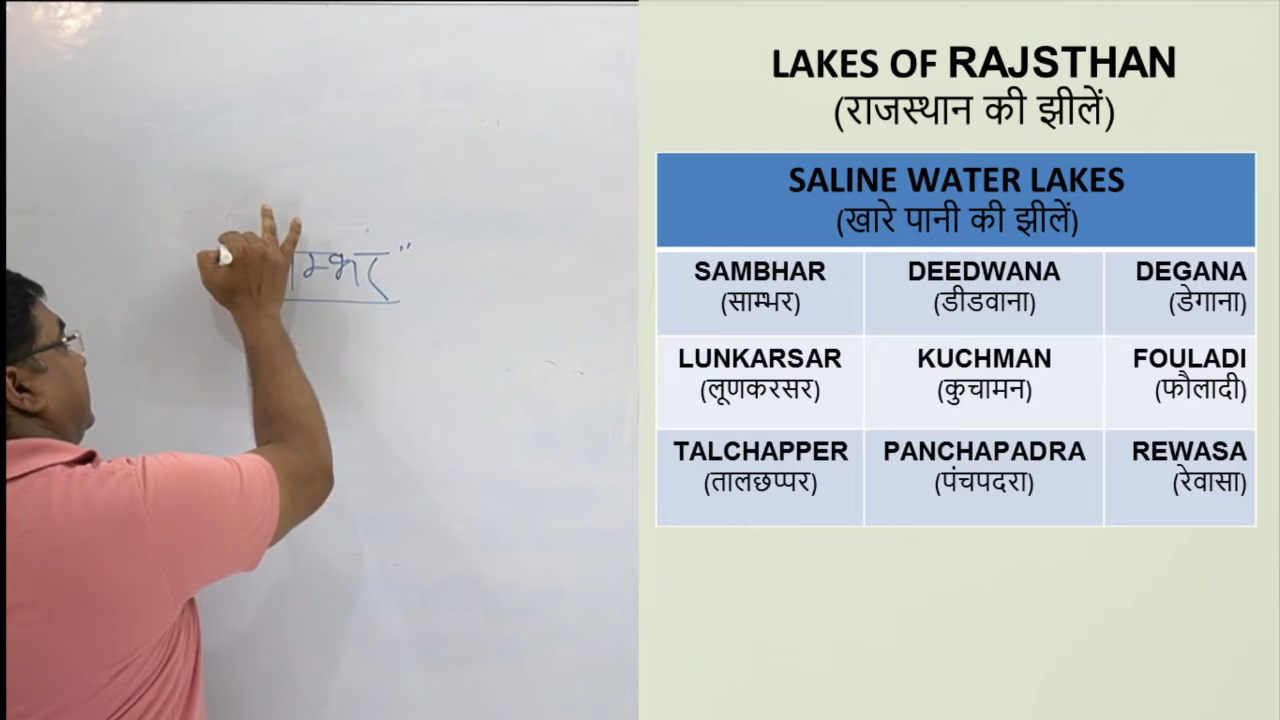 म्भर"
LAKES OF RAJSTHAN
(राजस्थान की झीलें)
SALINE WATER LAKES
(खारे पानी की झीलें)
SAMBHAR
(साम्भर)
DEEDWANA
(डीडवाना)
DEGANA
(डेगाना)
LUNKARSAR
(लूणकरसर)
KUCHMAN
(कुचामन)
FOULADI
(फौलादी)
TALCHAPPER
(तालछप्पर)
PANCHAPADRA
(पंचपदरा)
REWASA
(रेवासा)